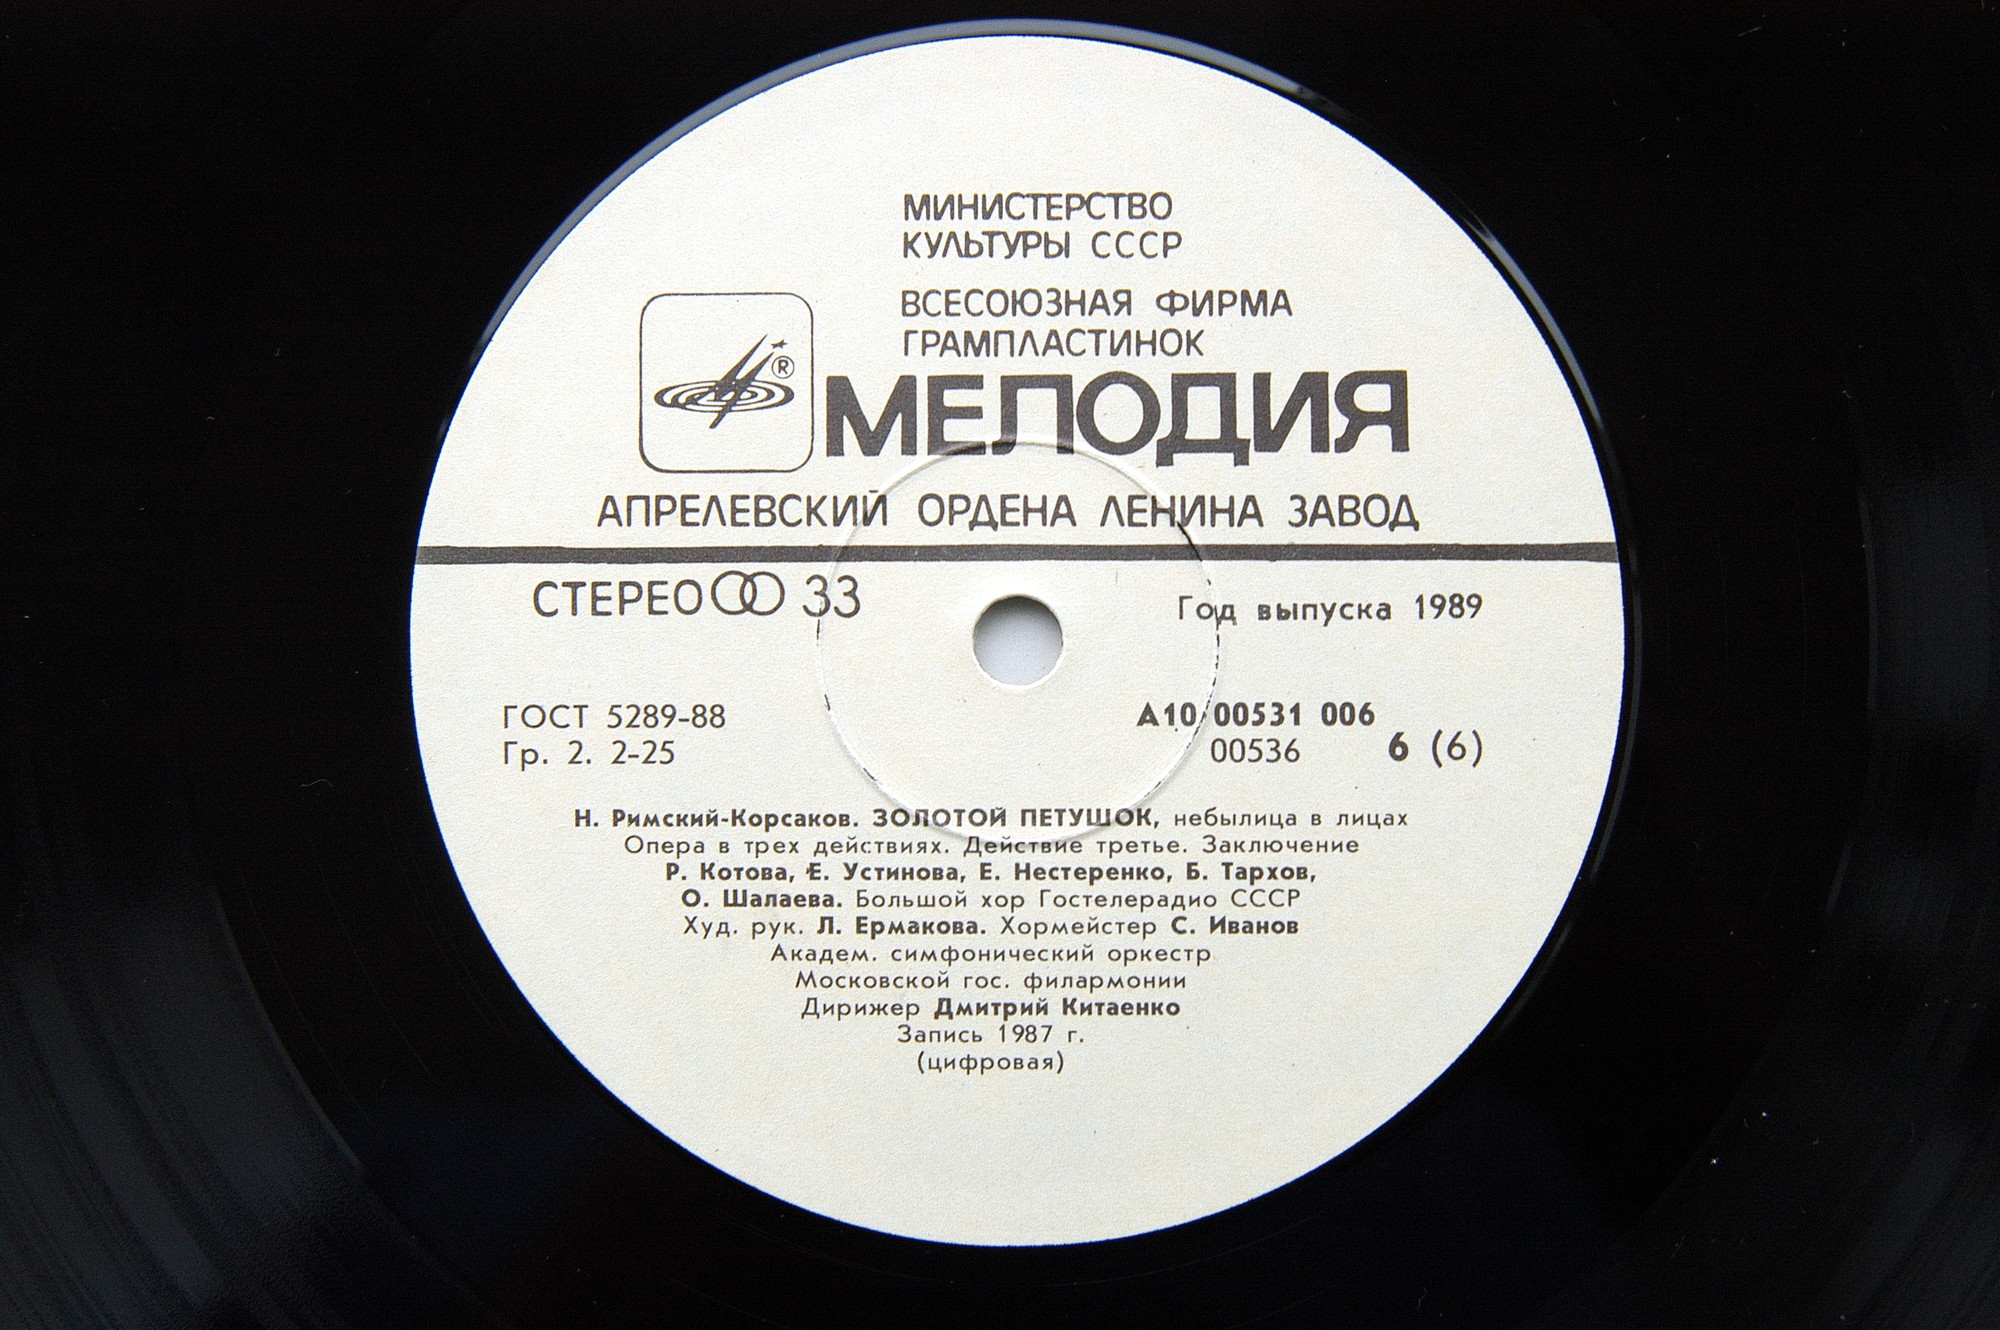 МИНИСТЕРСТВО
КУЛЬТУРЫ СССР
ВСЕСОЮЗНАЯ ФИРМА
ГРАМПЛАСТИНОК
®
МЕЛОДИЯ
АПРЕЛЕВСКИЙ ОРДЕНА ЛЕНИНА ЗАВОД
СТЕРЕО 33
Год выпуска 1989
ГОСТ 5289-88
Гр. 2. 2-25
А10 00531 006
00536 6 (6)
Н. Римский-Корсаков. ЗОЛОТОЙ ПЕТУШОК, небылица в лицах
Опера в трех действиях. Действие третье. Заключение
Р. Котова, Е. Устинова, Е. Нестеренко, Б. Тархов,
О. Шалаева. Большой хор Гостелерадио СССР
Худ. рук. Л. Ермакова. Хормейстер С. Иванов
Академ. симфонический оркестр
Московской гос. филармонии
Дирижер Дмитрий Китаенко
Запись 1987 г.
(цифровая)